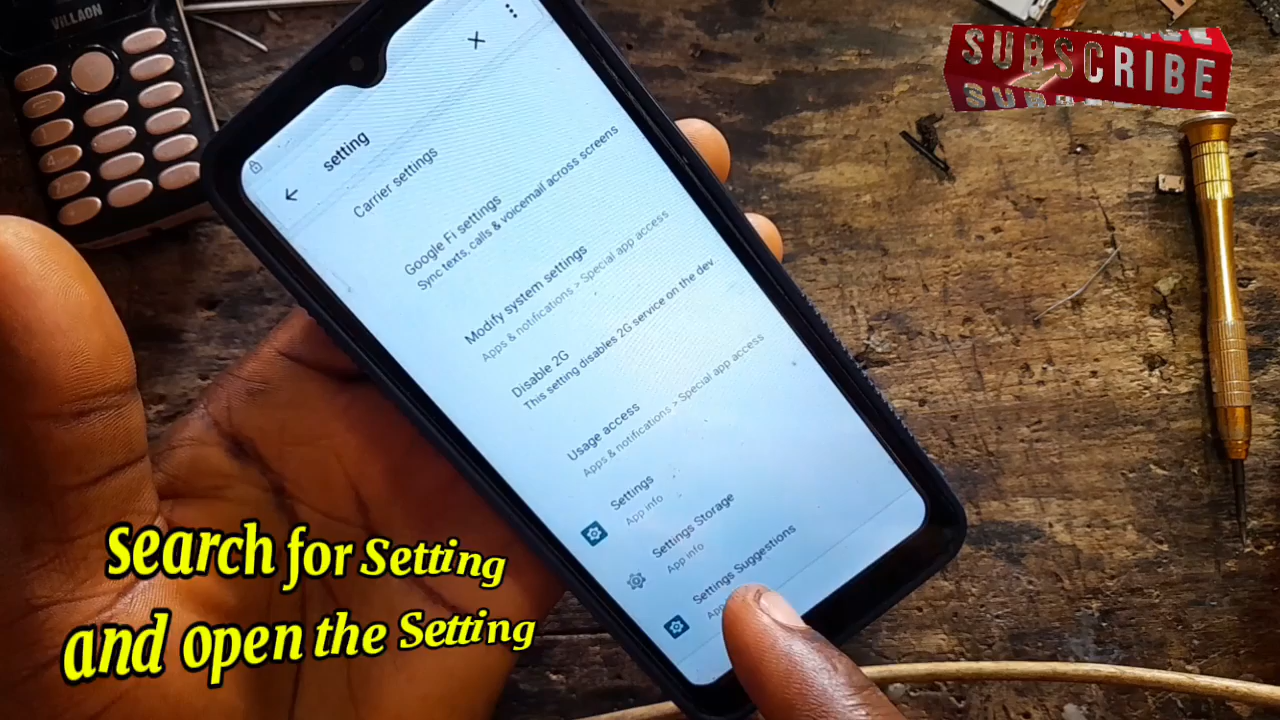 VILLAON
SUBSCRIBE
setting
Carrier settings
Google Fi settings
Sync texts, calls & voicemail across screens
Modify system settings
Apps & notifications > Special app access
Disable 2G
This setting disables 2G service on the dev
Usage access
Apps & notifications > Special app access
Settings
App info
Settings Storage
App info
Settings Suggestions
App
search for Setting
and open the Setting